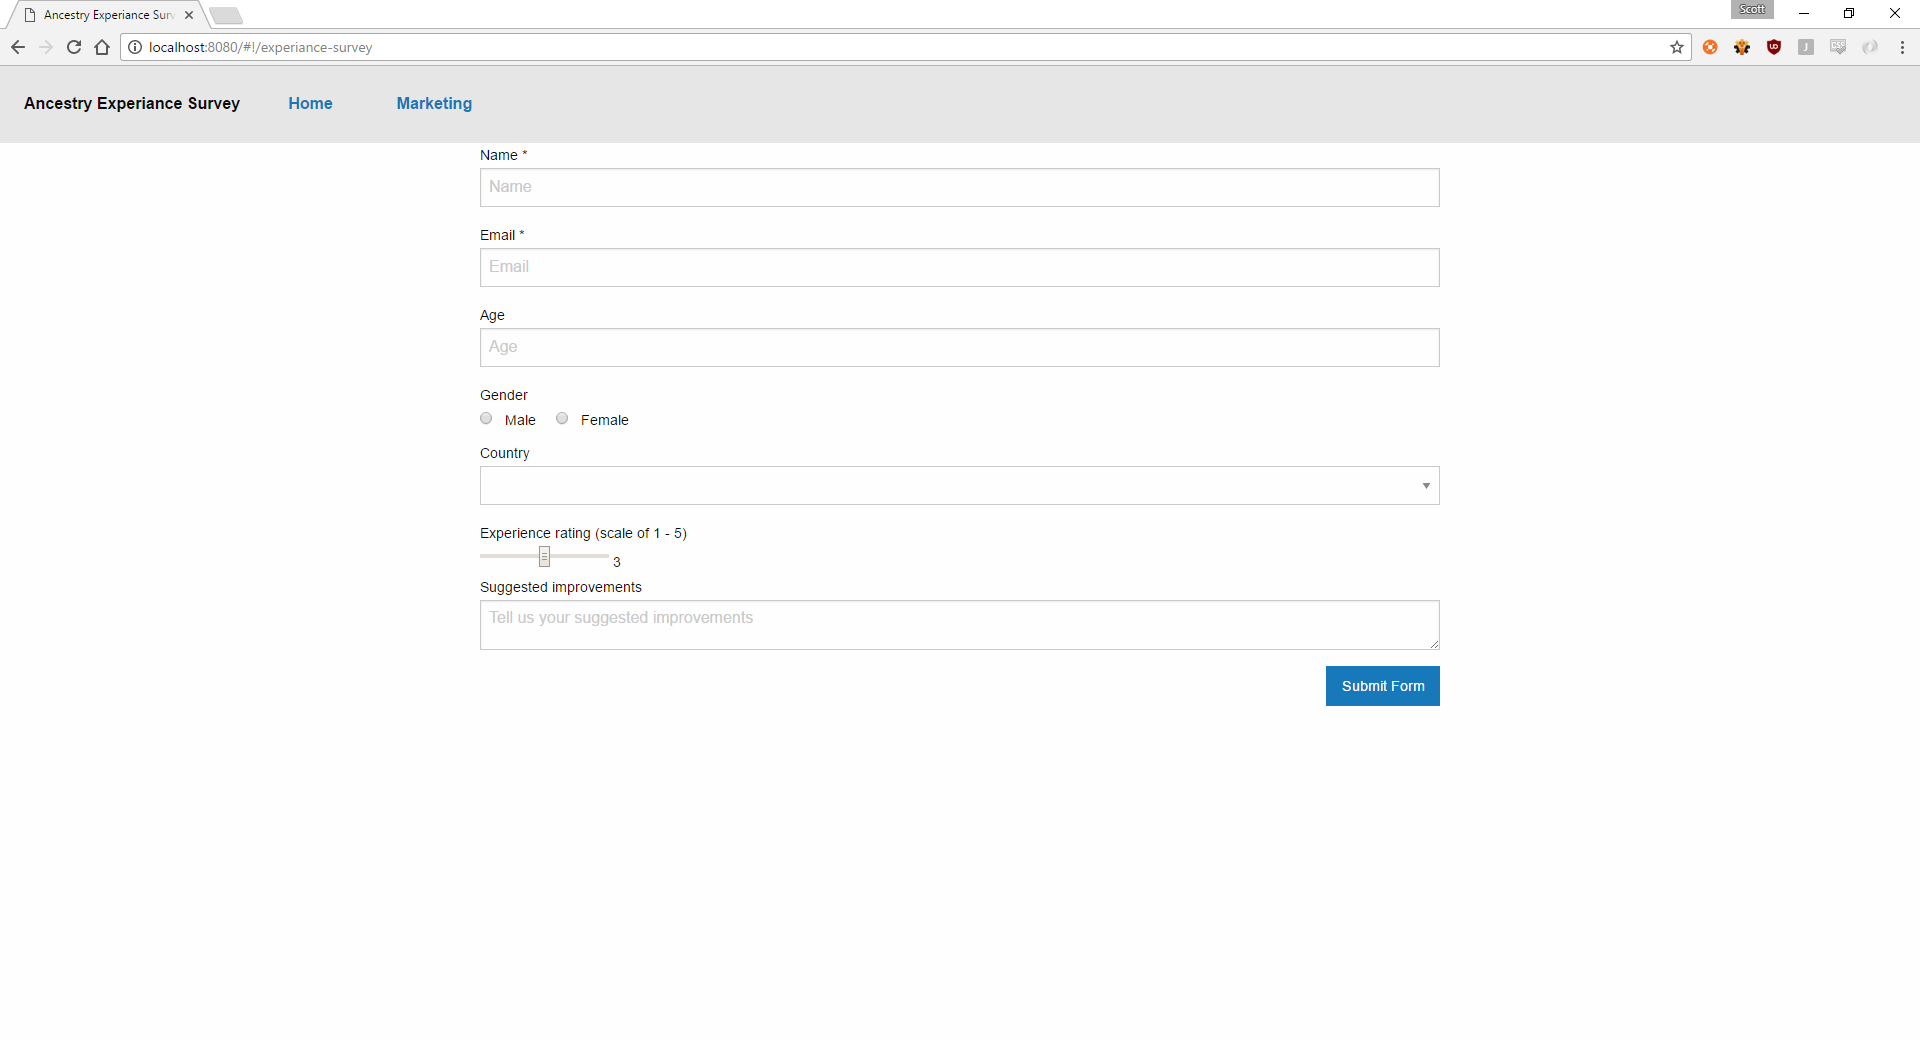 Ancestry Experiance Surv
Scott
localhost:8080/#!/experiance-survey
Ancestry Experiance Survey Home Marketing
Name *
Name
Email *
Email
Age
Age
Gender
Male Female
Country
Experience rating (scale of 1 - 5)
3
Suggested improvements
Tell us your suggested improvements
Submit Form